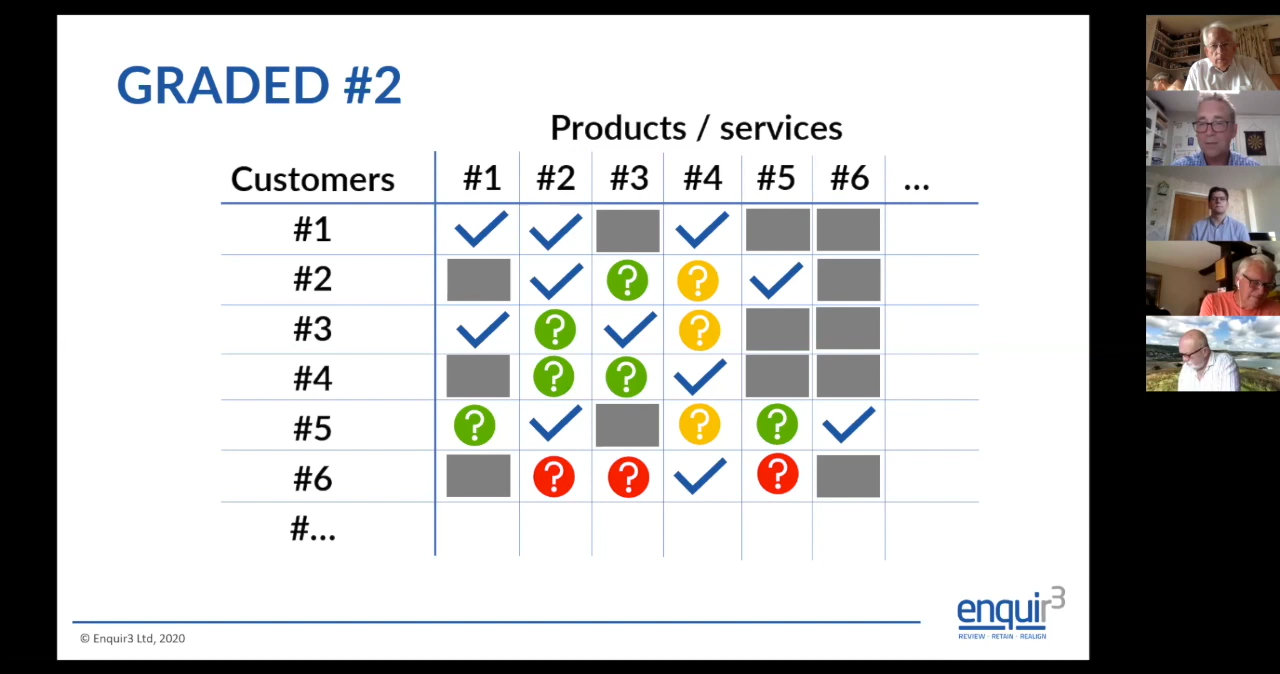 GRADED #2
Products / services
Customers #1 #2 #3 #4 #5 #6 ...
#1
#2 ? ?
#3 ? ?
#4 ? ?
#5 ? ? ?
#6 ? ? ?
#...
enquir3
REVIEW · RETAIN · REALIGN
© Enquir3 Ltd, 2020